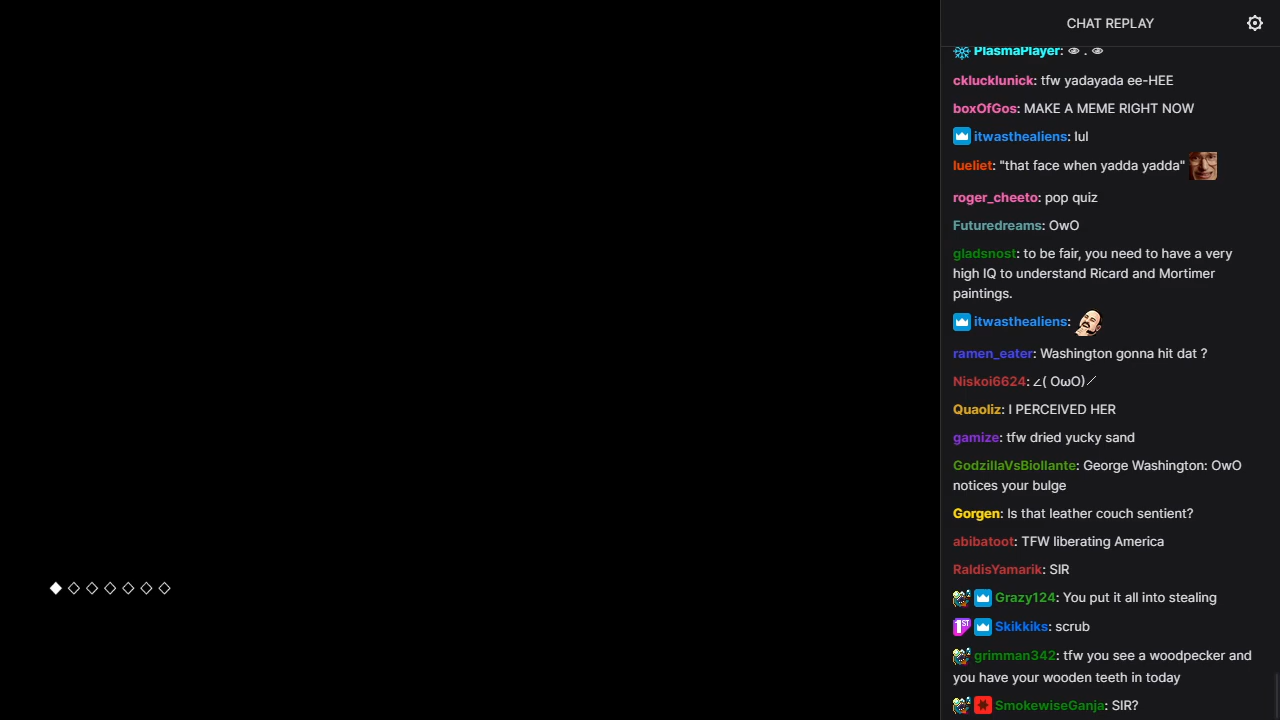 CHAT REPLAY
PlasmaPlayer: 👁 . 👁
cklucklunick: tfw yadayada ee-HEE
boxOfGos: MAKE A MEME RIGHT NOW
itwasthealiens: lul
lueliet: "that face when yadda yadda"
roger_cheeto: pop quiz
Futuredreams: OwO
gladsnost: to be fair, you need to have a very
high IQ to understand Ricard and Mortimer
paintings.
itwasthealiens:
ramen_eater: Washington gonna hit dat ?
Niskoi6624: ∠( OωO)／
Quaoliz: I PERCEIVED HER
gamize: tfw dried yucky sand
GodzillaVsBiollante: George Washington: OwO
notices your bulge
Gorgen: Is that leather couch sentient?
abibatoot: TFW liberating America
RaldisYamarik: SIR
Grazy124: You put it all into stealing
1ST Skikkiks: scrub
grimman342: tfw you see a woodpecker and
you have your wooden teeth in today
SmokewiseGanja: SIR?